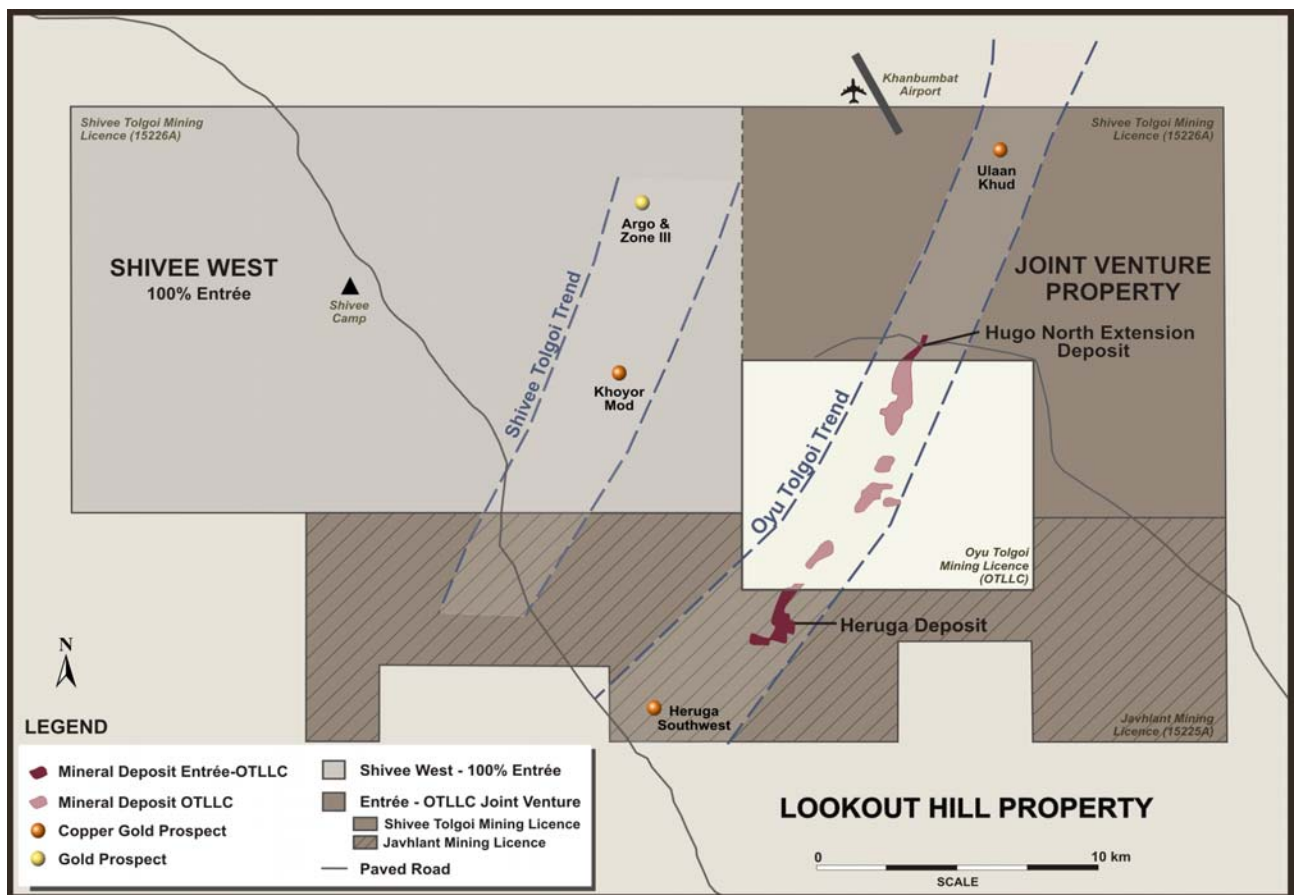 Khanbumbat
Airport
Shivee Tolgoi Mining
Licence (15226A)
Shivee Tolgoi Mining
Licence (15226A)
Ulaan
Khud
Argo &
Zone III
SHIVEE WEST
100% Entrée
Shivee
Camp
JOINT VENTURE
PROPERTY
Hugo North Extension
Deposit
Shivee Tolgoi Trend
Khoyor
Mod
Oyu Tolgoi Trend
Oyu Tolgoi
Mining Licence
(OTLLC)
Heruga Deposit
N
Heruga
Southwest
Javhlant Mining
Licence (15225A)
LEGEND
Mineral Deposit Entrée-OTLLC
Mineral Deposit OTLLC
Copper Gold Prospect
Gold Prospect
Shivee West - 100% Entrée
Entrée - OTLLC Joint Venture
Shivee Tolgoi Mining Licence
Javhlant Mining Licence
Paved Road
LOOKOUT HILL PROPERTY
0 10 km
SCALE